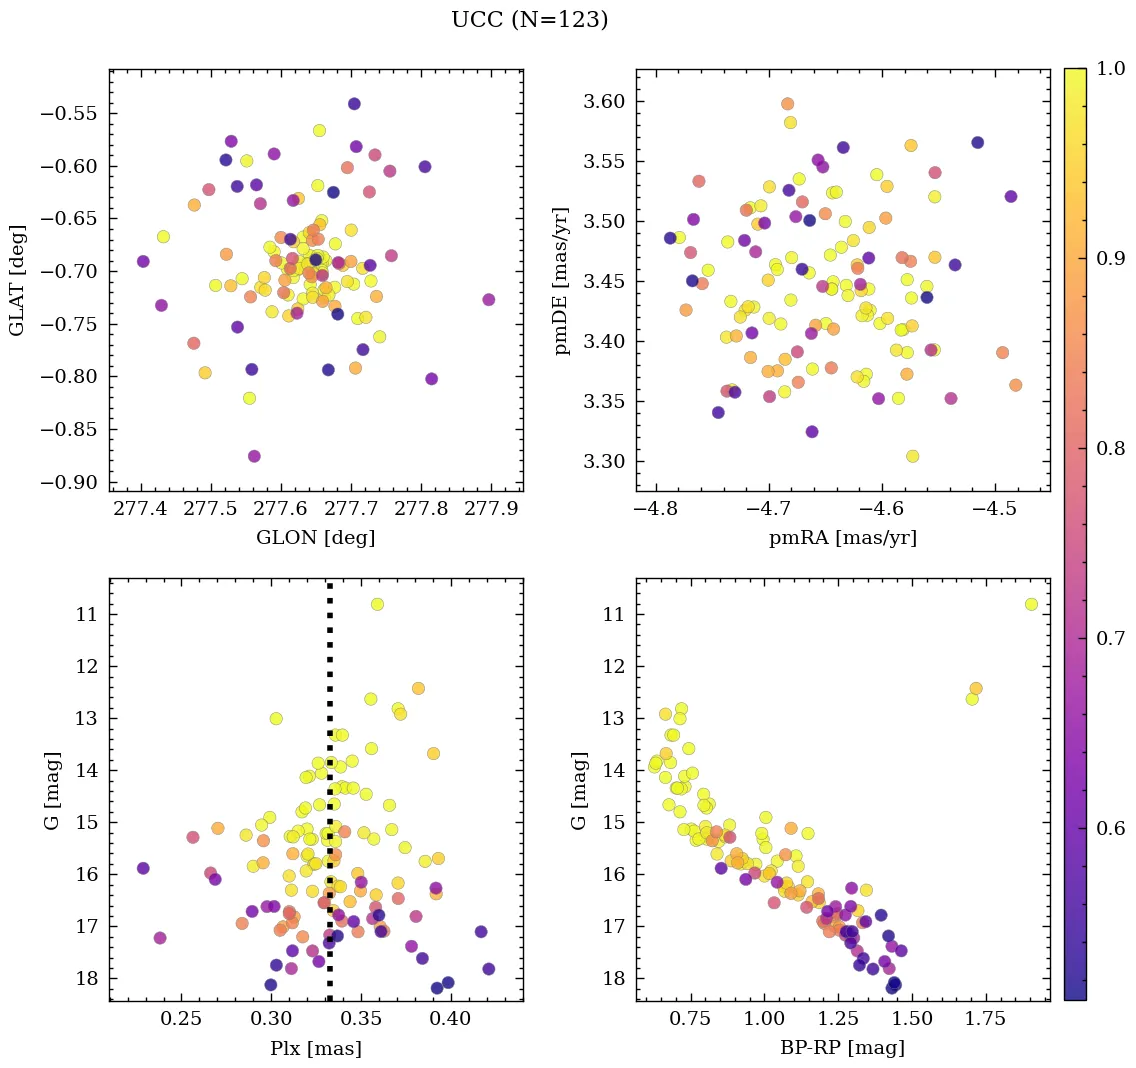 UCC (N=123)
−0.55
−0.60
−0.65
−0.70
−0.75
−0.80
−0.85
−0.90
GLAT [deg]
277.4 277.5 277.6 277.7 277.8 277.9
GLON [deg]
3.60
3.55
3.50
3.45
3.40
3.35
3.30
pmDE [mas/yr]
−4.8 −4.7 −4.6 −4.5
pmRA [mas/yr]
1.0
0.9
0.8
0.7
0.6
11
12
13
14
15
16
17
18
G [mag]
0.25 0.30 0.35 0.40
Plx [mas]
11
12
13
14
15
16
17
18
G [mag]
0.75 1.00 1.25 1.50 1.75
BP-RP [mag]